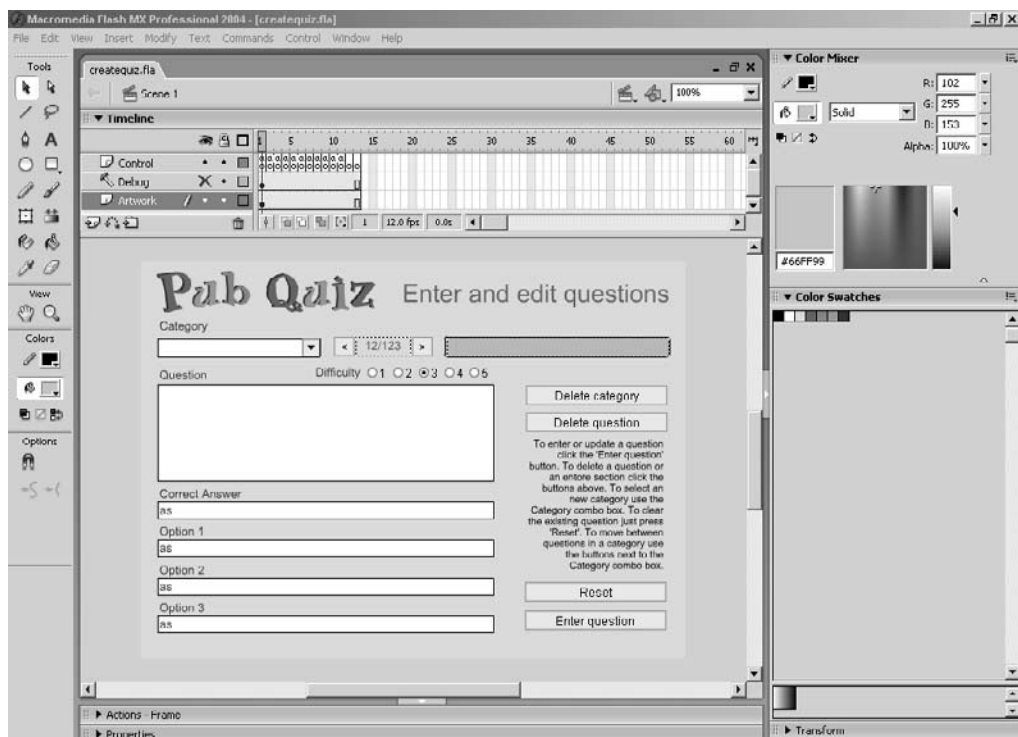 Macromedia Flash MX Professional 2004 - [createquiz.fla]
File Edit View Insert Modify Text Commands Control Window Help
Tools
View
Colors
Options
createquiz.fla
Scene 1
100%
Timeline
1 5 10 15 20 25 30 35 40 45 50 55 60
Control
Debug
Artwork
1 12.0 fps 0.0s
Pub Quiz
Enter and edit questions
Category
< 12/123 >
Question
Difficulty 1 2 3 4 5
Delete category
Delete question
To enter or update a question
click the 'Enter question'
button. To delete a question or
an entore section click the
buttons above. To select an
new category use the
Category combo box. To clear
the existing question just press
'Reset'. To move between
questions in a category use
the buttons next to the
Category combo box.
Correct Answer
as
Option 1
as
Option 2
as
Option 3
as
Reset
Enter question
Actions - Frame
Properties
Color Mixer
R: 102
Solid
G: 255
B: 153
Alpha: 100%
#66FF99
Color Swatches
Transform